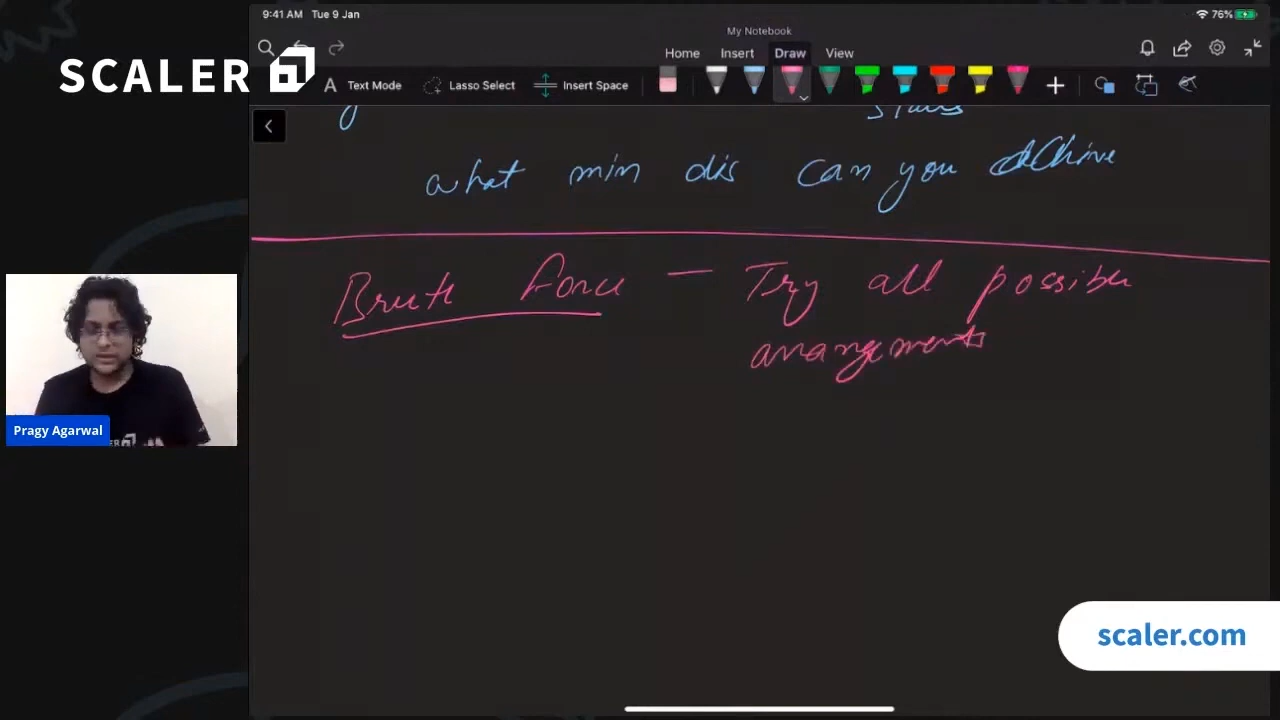 9:41 AM Tue 9 Jan
76%
My Notebook
Home Insert Draw View
SCALER
A Text Mode Lasso Select Insert Space
what min dis can you
Brute Force — Try all possible
arrangements
Pragy Agarwal
scaler.com